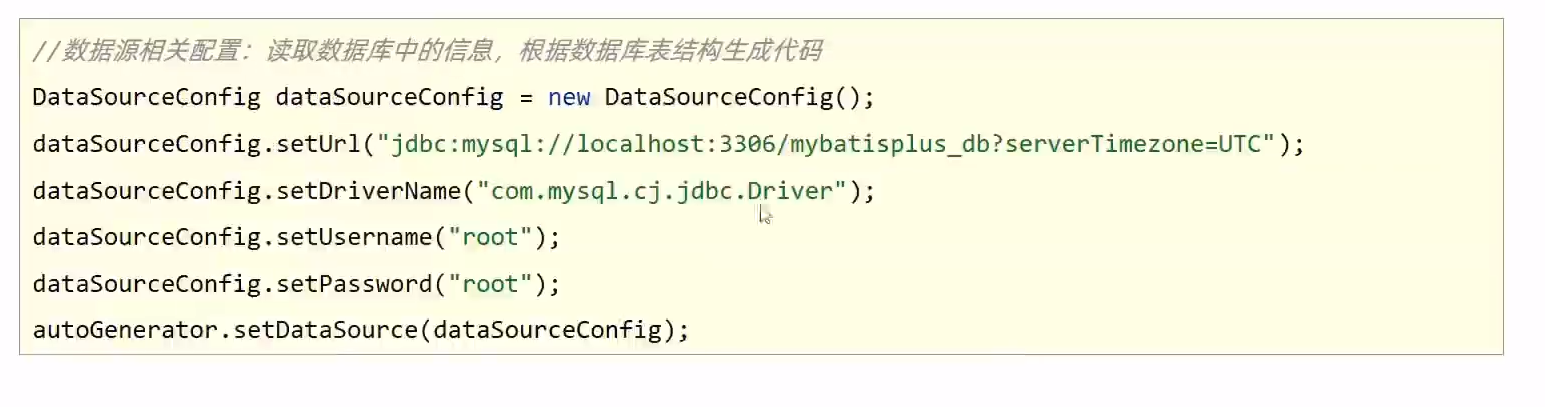 //数据源相关配置：读取数据库中的信息，根据数据库表结构生成代码
DataSourceConfig dataSourceConfig = new DataSourceConfig();
dataSourceConfig.setUrl("jdbc:mysql://localhost:3306/mybatisplus_db?serverTimezone=UTC");
dataSourceConfig.setDriverName("com.mysql.cj.jdbc.Driver");
dataSourceConfig.setUsername("root");
dataSourceConfig.setPassword("root");
autoGenerator.setDataSource(dataSourceConfig);